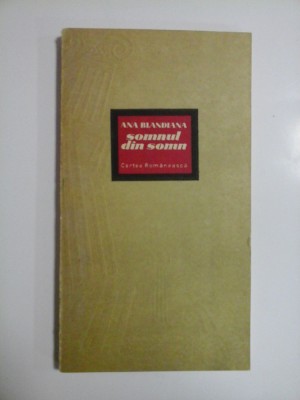 ANA BLANDIANA
somnul
din somn
Cartea Românească